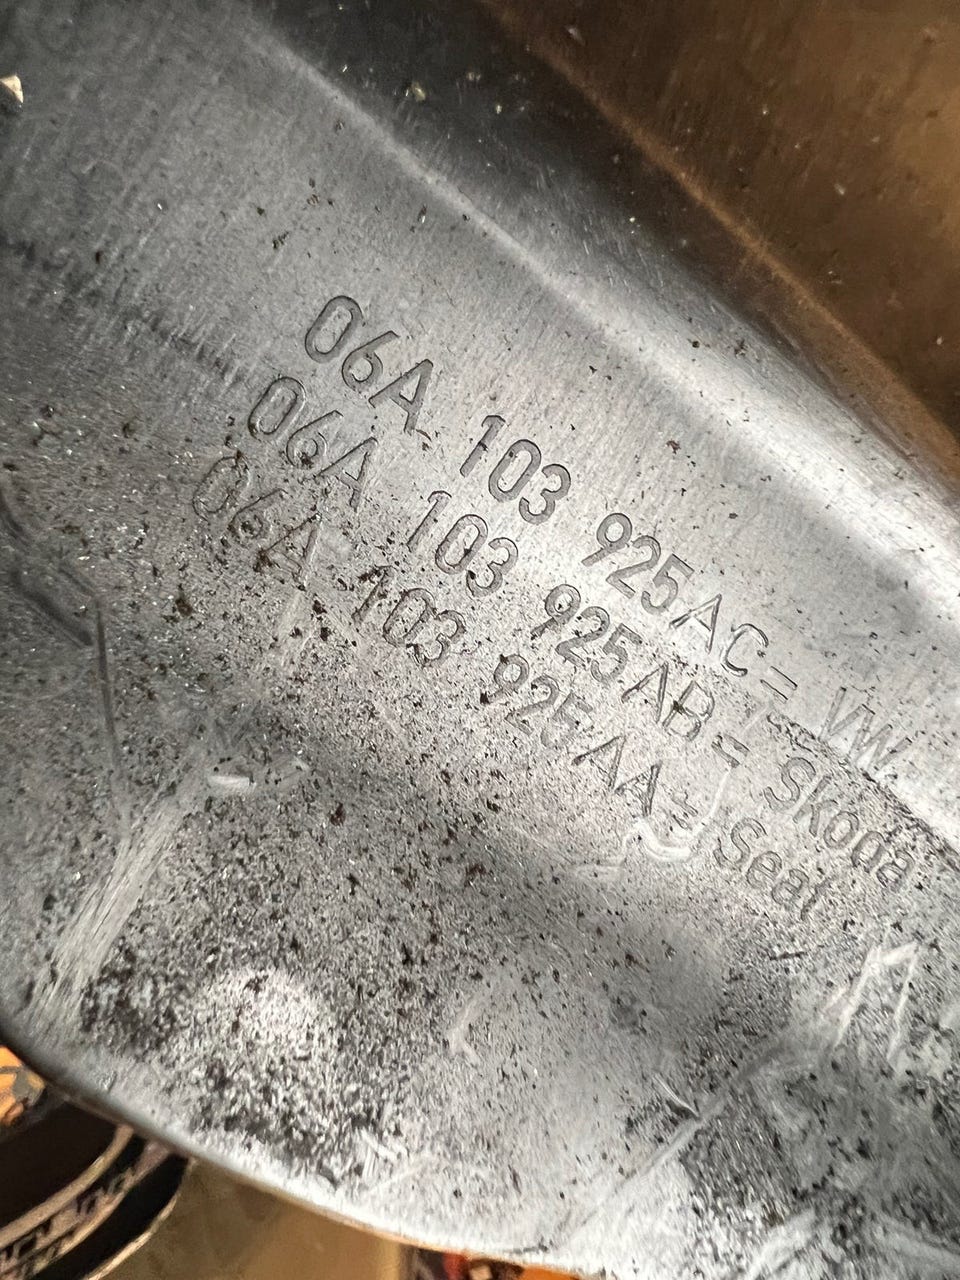 06A 103 925AC = VW
06A 103 925AB = Skoda
06A 103 925AA = Seat